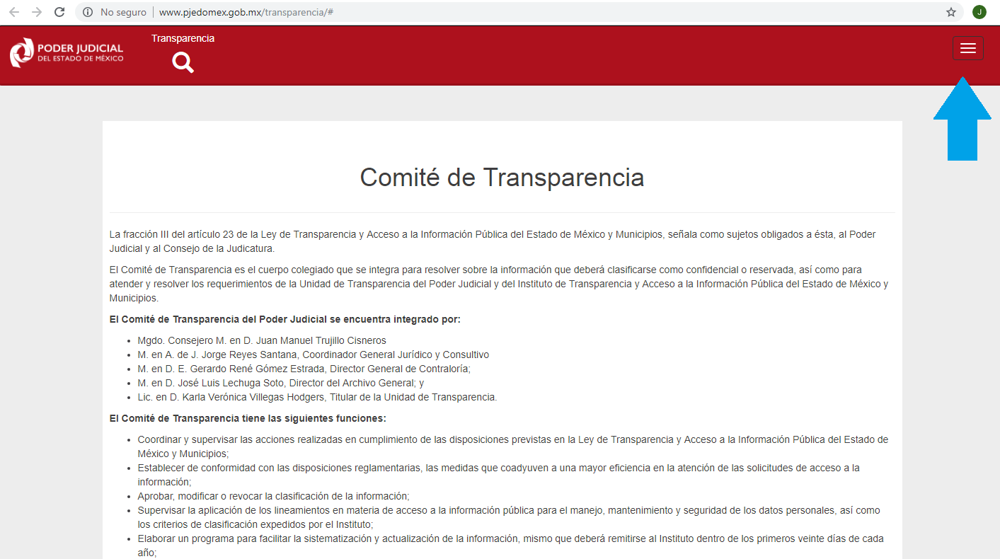 No seguro
www.pjedomex.gob.mx/transparencia/#
J
PODER JUDICIAL
DEL ESTADO DE MÉXICO
Transparencia
Comité de Transparencia
La fracción III del artículo 23 de la Ley de Transparencia y Acceso a la Información Pública del Estado de México y Municipios, señala como sujetos obligados a ésta, al Poder
Judicial y al Consejo de la Judicatura.
El Comité de Transparencia es el cuerpo colegiado que se integra para resolver sobre la información que deberá clasificarse como confidencial o reservada, así como para
atender y resolver los requerimientos de la Unidad de Transparencia del Poder Judicial y del Instituto de Transparencia y Acceso a la Información Pública del Estado de México y
Municipios.
El Comité de Transparencia del Poder Judicial se encuentra integrado por:
• Mgdo. Consejero M. en D. Juan Manuel Trujillo Cisneros
• M. en A. de J. Jorge Reyes Santana, Coordinador General Jurídico y Consultivo
• M. en D. E. Gerardo René Gómez Estrada, Director General de Contraloría;
• M. en D. José Luis Lechuga Soto, Director del Archivo General; y
• Lic. en D. Karla Verónica Villegas Hodgers, Titular de la Unidad de Transparencia.
El Comité de Transparencia tiene las siguientes funciones:
• Coordinar y supervisar las acciones realizadas en cumplimiento de las disposiciones previstas en la Ley de Transparencia y Acceso a la Información Pública del Estado de
México y Municipios;
• Establecer de conformidad con las disposiciones reglamentarias, las medidas que coadyuven a una mayor eficiencia en la atención de las solicitudes de acceso a la
información;
• Aprobar, modificar o revocar la clasificación de la información;
• Supervisar la aplicación de los lineamientos en materia de acceso a la información pública para el manejo, mantenimiento y seguridad de los datos personales, así como
los criterios de clasificación expedidos por el Instituto;
• Elaborar un programa para facilitar la sistematización y actualización de la información, mismo que deberá remitirse al Instituto dentro de los primeros veinte días de cada
año;